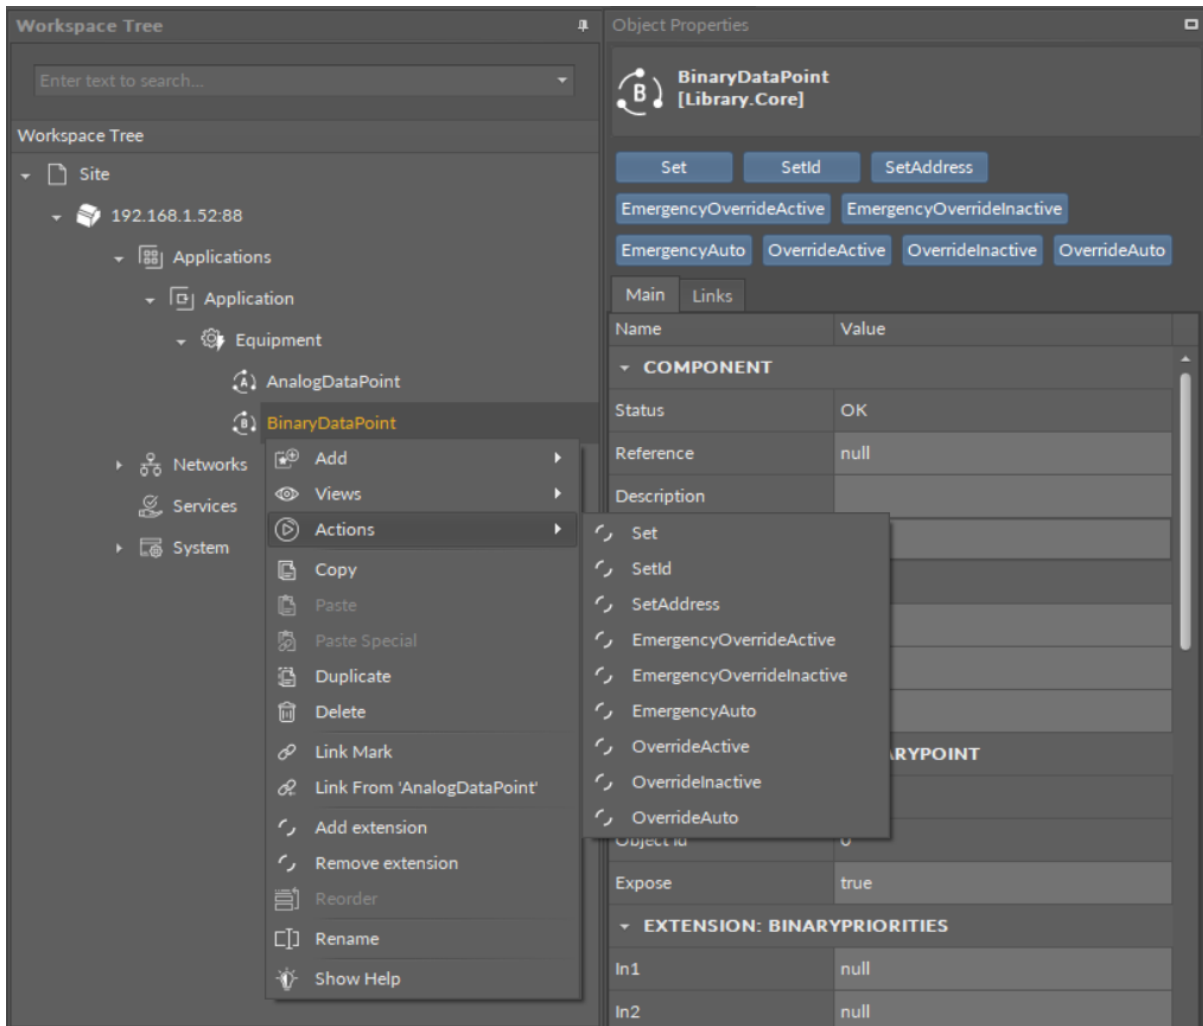 Workspace Tree
Enter text to search...
Workspace Tree
Site
192.168.1.52:88
Applications
Application
Equipment
AnalogDataPoint
BinaryDataPoint
Networks
Services
System
Add
Views
Actions
Copy
Paste
Paste Special
Duplicate
Delete
Link Mark
Link From 'AnalogDataPoint'
Add extension
Remove extension
Reorder
Rename
Show Help
Set
SetId
SetAddress
EmergencyOverrideActive
EmergencyOverrideInactive
EmergencyAuto
OverrideActive
OverrideInactive
OverrideAuto
Object Properties
BinaryDataPoint
[Library.Core]
Set SetId SetAddress
EmergencyOverrideActive EmergencyOverrideInactive
EmergencyAuto OverrideActive OverrideInactive OverrideAuto
Main Links
Name Value
COMPONENT
Status OK
Reference null
Description
ARYPOINT
Object Id 0
Expose true
EXTENSION: BINARYPRIORITIES
In1 null
In2 null